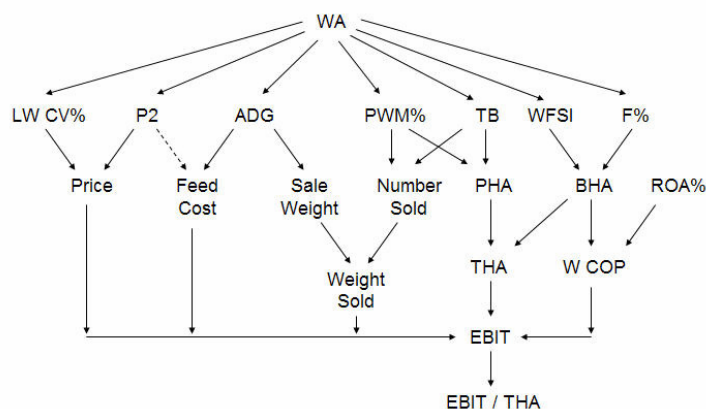 WA
LW CV% P2 ADG PWM% TB WFSI F%
Price Feed Cost Sale Weight Number Sold PHA BHA ROA%
Weight Sold THA W COP
EBIT
EBIT / THA